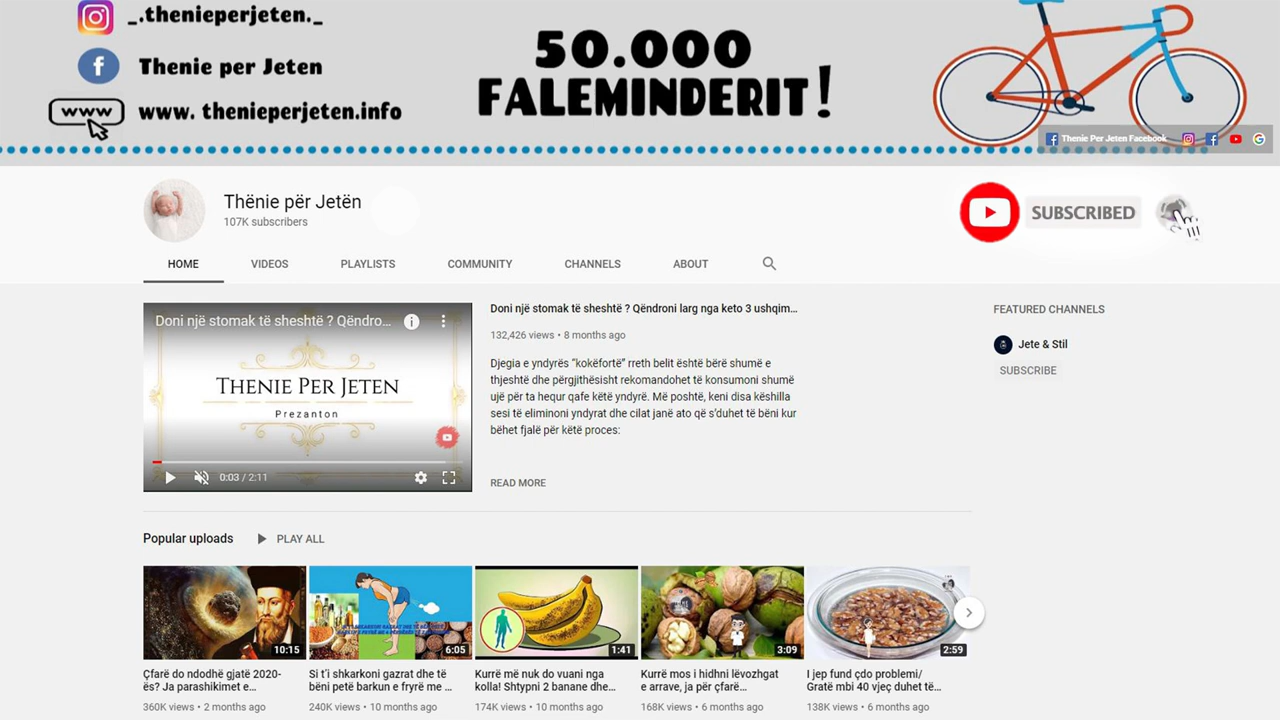 _.thenieperjeten._
Thenie per Jeten
www
www. thenieperjeten.info
50.000
FALEMINDERIT!
Thenie Per Jeten Facebook
Thënie për Jetën
107K subscribers
SUBSCRIBED
HOME VIDEOS PLAYLISTS COMMUNITY CHANNELS ABOUT
Doni një stomak të sheshtë ? Qëndro...
THENIE PER JETEN
Prezanton
0:03 / 2:11
Doni një stomak të sheshtë ? Qëndroni larg nga keto 3 ushqim...
132,426 views • 8 months ago
Djegia e yndyrës “kokëfortë” rreth belit është bërë shumë e
thjeshtë dhe përgjithësisht rekomandohet të konsumoni shumë
ujë për ta hequr qafe këtë yndyrë. Më poshtë, keni disa këshilla
sesi të eliminoni yndyrat dhe cilat janë ato që s’duhet të bëni kur
bëhet fjalë për këtë proces:
READ MORE
FEATURED CHANNELS
Jete & Stil
SUBSCRIBE
Popular uploads PLAY ALL
10:15
6:05
1:41
3:09
2:59
Çfarë do ndodhë gjatë 2020-
ës? Ja parashikimet e...
360K views • 2 months ago
Si t’i shkarkoni gazrat dhe të
bëni petë barkun e fryrë me ...
240K views • 10 months ago
Kurrë më nuk do vuani nga
kolla! Shtypni 2 banane dhe...
174K views • 10 months ago
Kurrë mos i hidhni lëvozhgat
e arrave, ja për çfarë...
168K views • 6 months ago
I jep fund çdo problemi/
Gratë mbi 40 vjeç duhet të...
138K views • 6 months ago